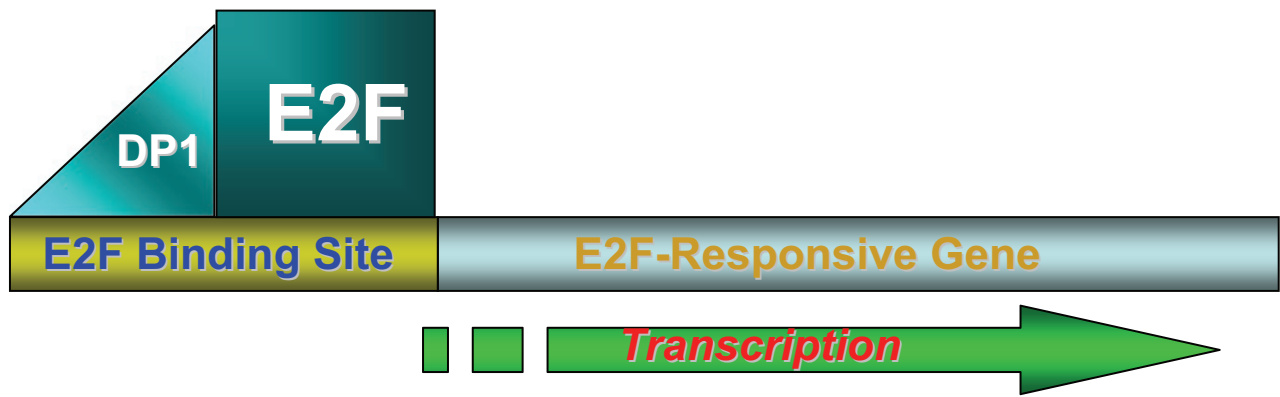 E2F
DP1
E2F Binding Site
E2F-Responsive Gene
Transcription